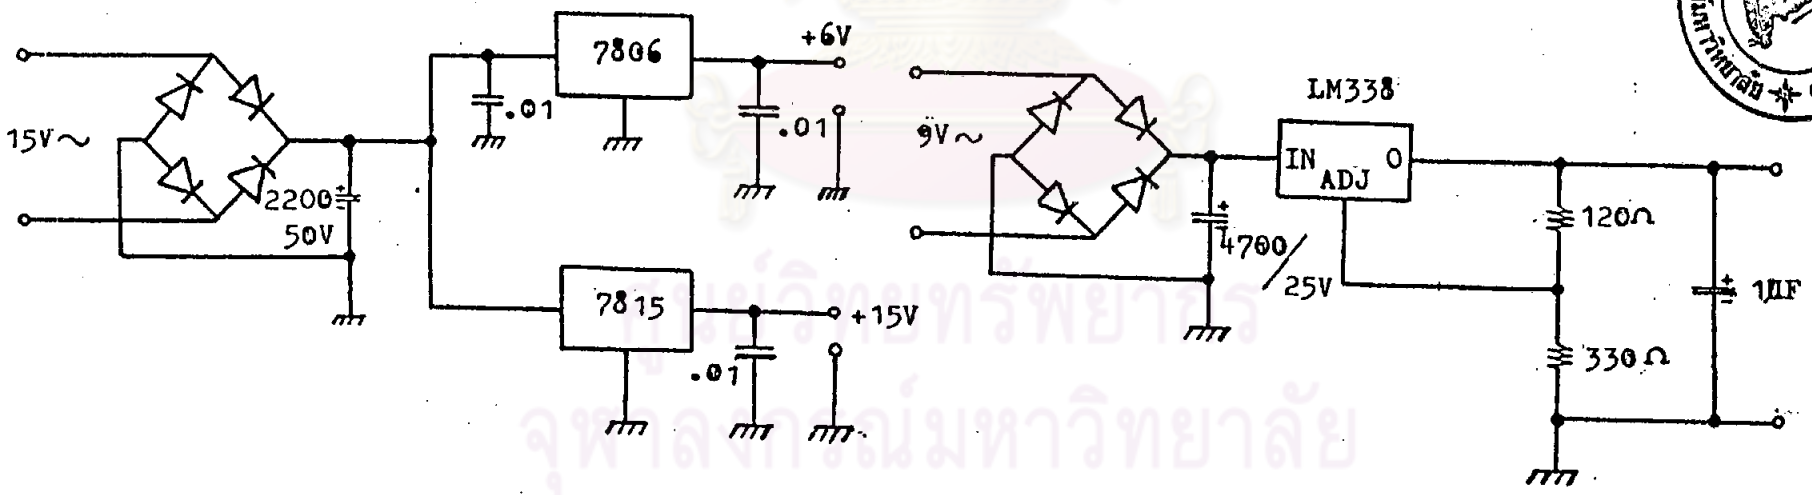 15V~
2200
50V
7806
.01
+6V
.01
7815
.01
+15V
9V~
4700/
25V
LM338
IN
O
ADJ
120Ω
330Ω
1µF
ศูนย์วิทยทรัพยากร
จุฬาลงกรณ์มหาวิทยาลัย